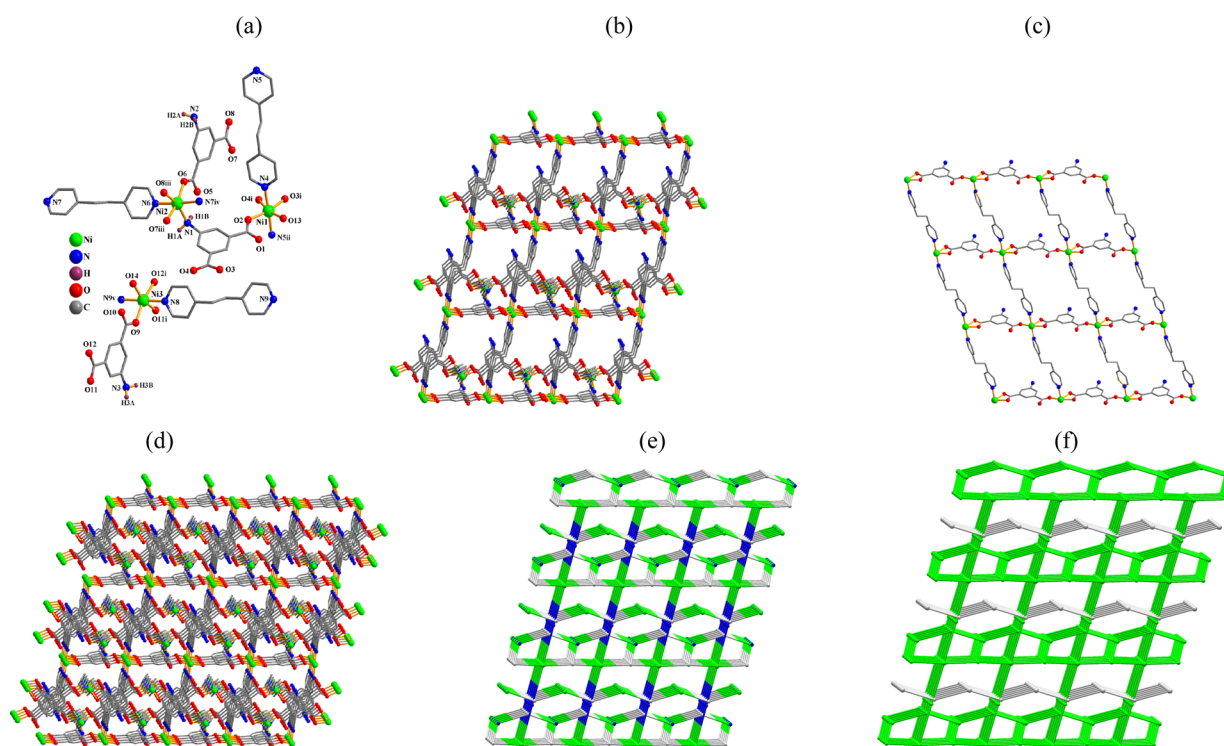 (a)
(b)
(c)
N5
N2
H2A
H2B
O8
O7
O6
O5
O8iii
N4
O4i
O3i
N7
N6
Ni2
N7iv
H1B
O2
Ni1
O13
O7iii
H1A
N1
O1
N5ii
Ni
N
H
O
C
O4
O3
O14
O12i
Ni3
N9v
N8
N9
O10
O11i
O9
O12
O11
N3
H3B
H3A
(d)
(e)
(f)